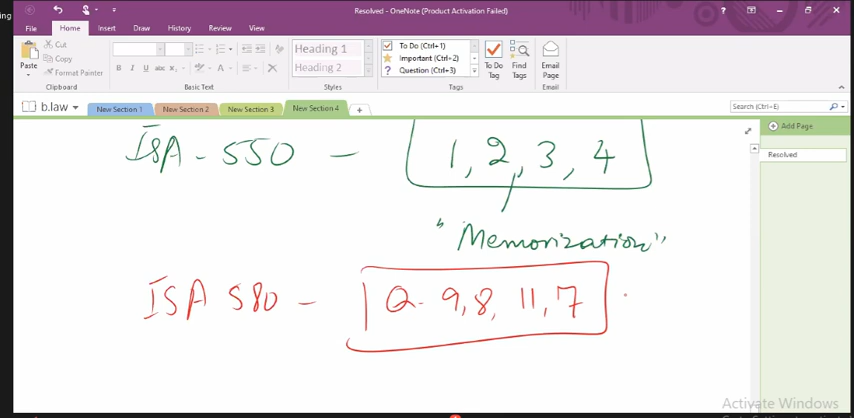 ing
Resolved - OneNote (Product Activation Failed)
File Home Insert Draw History Review View
Paste
Cut
Copy
Format Painter
Clipboard
B I U abc x₂ A
Basic Text
Heading 1
Heading 2
Styles
To Do (Ctrl+1)
Important (Ctrl+2)
Question (Ctrl+3)
To Do Tag
Find Tags
Tags
Email Page
Email
b.law New Section 1 New Section 2 New Section 3 New Section 4 + Search (Ctrl+E)
Add Page
Resolved
ISA - 550 - 1, 2, 3, 4
"Memorization"
ISA 580 - Q. 9, 8, 11, 7
Activate Windows